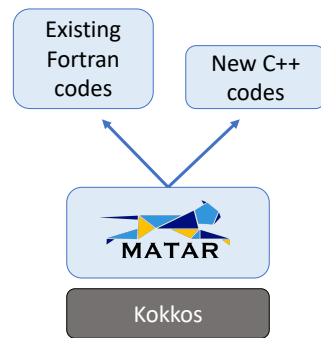 Existing
Fortran
codes
New C++
codes
MATAR
Kokkos